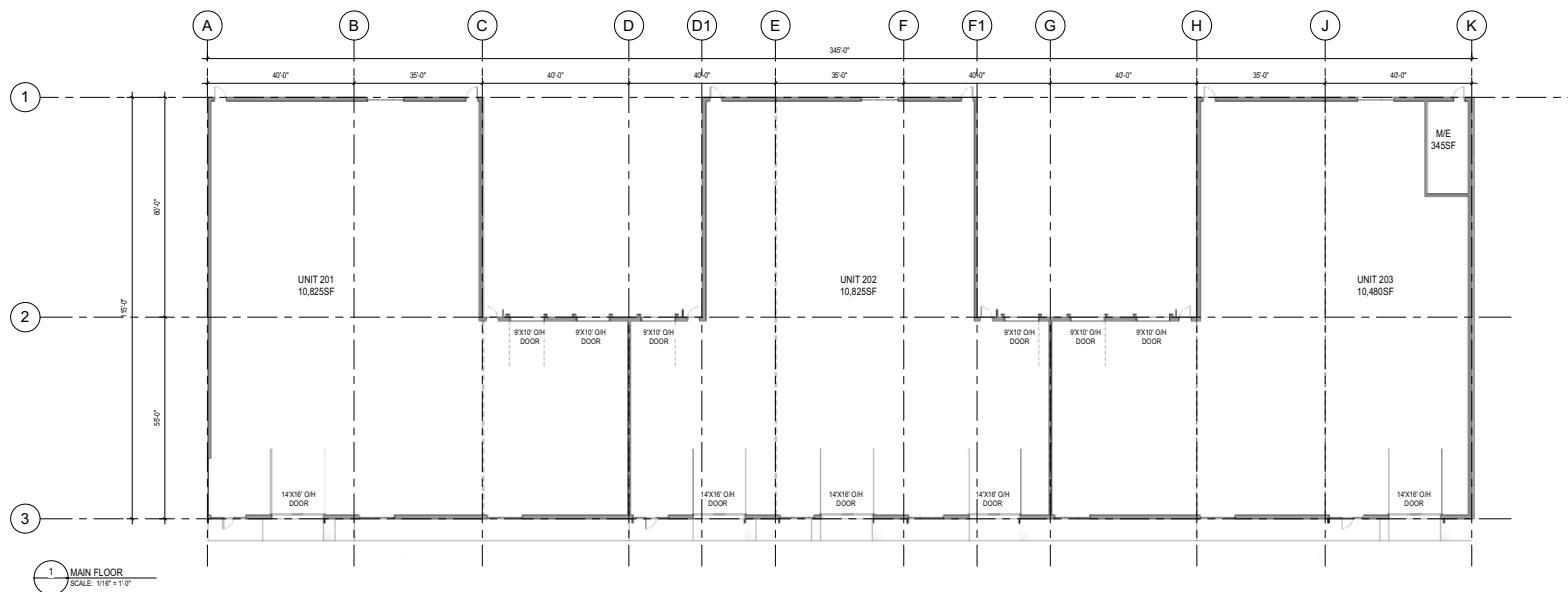 A B C D D1 E F F1 G H J K
345'-0"
40'-0" 35'-0" 40'-0" 40'-0" 35'-0" 40'-0" 40'-0" 35'-0" 40'-0"
1
M/E
345SF
60'-0"
UNIT 201
10,825SF
UNIT 202
10,825SF
UNIT 203
10,480SF
115'-0"
2
9'X10' O/H
DOOR
9'X10' O/H
DOOR
9'X10' O/H
DOOR
9'X10' O/H
DOOR
9'X10' O/H
DOOR
9'X10' O/H
DOOR
55'-0"
14'X16' O/H
DOOR
14'X16' O/H
DOOR
14'X16' O/H
DOOR
14'X16' O/H
DOOR
14'X16' O/H
DOOR
3
1 MAIN FLOOR
SCALE: 1/16" = 1'-0"